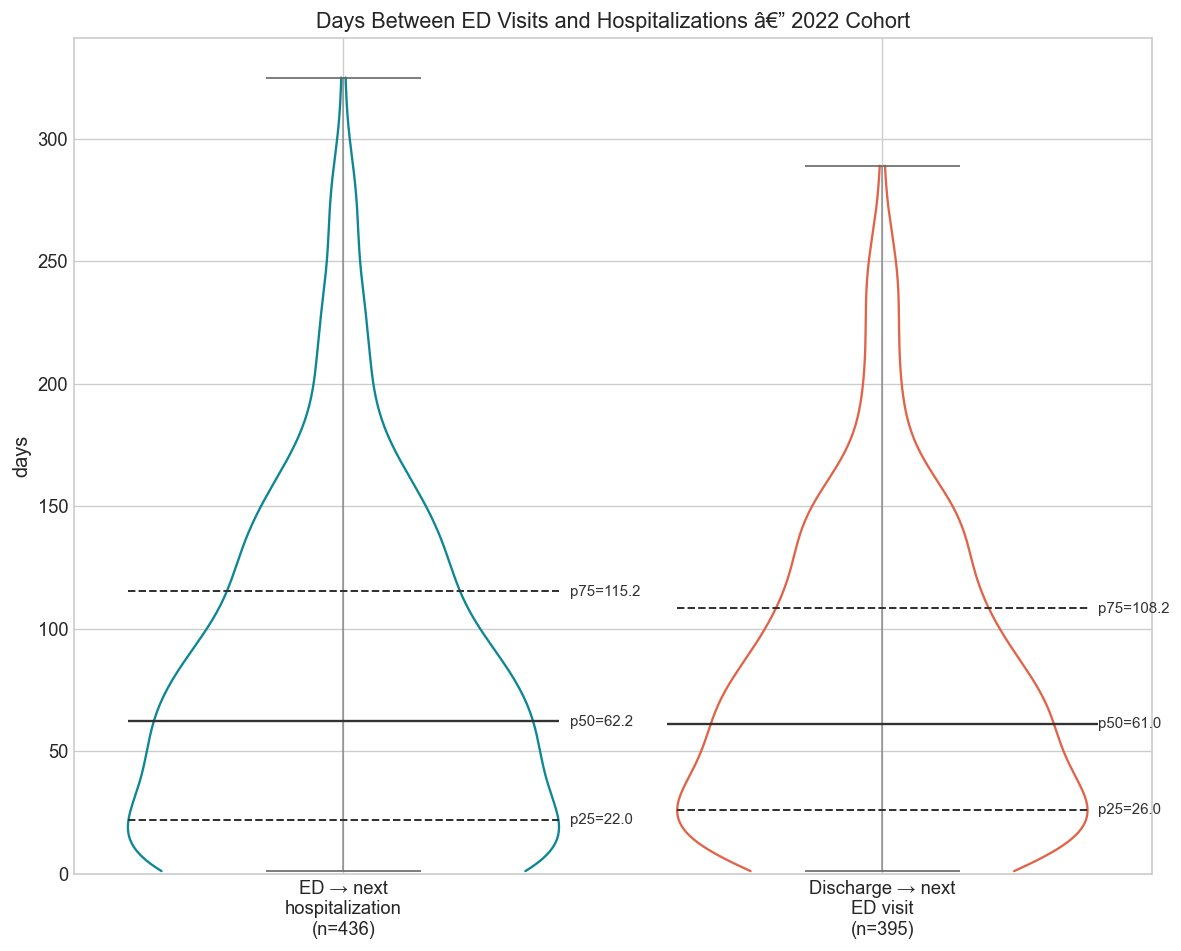 Days Between ED Visits and Hospitalizations â€” 2022 Cohort
days
300
250
200
150
100
50
0
p75=115.2
p50=62.2
p25=22.0
p75=108.2
p50=61.0
p25=26.0
ED → next
hospitalization
(n=436)
Discharge → next
ED visit
(n=395)